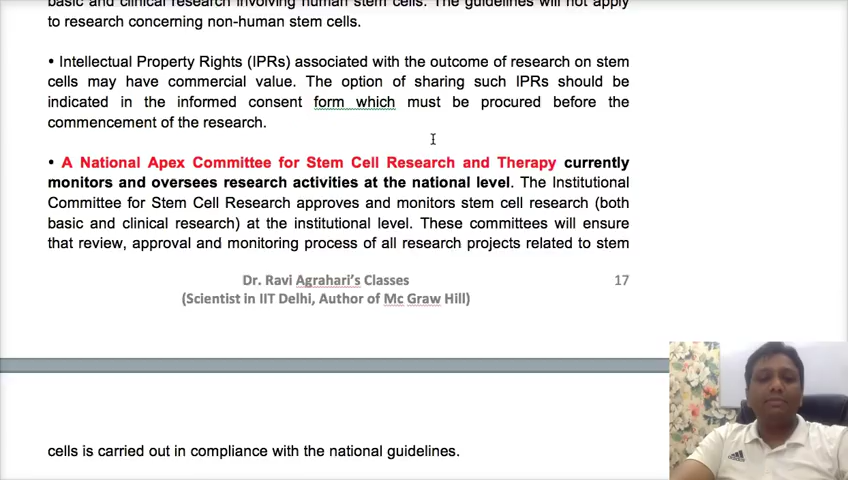 basic and clinical research involving human stem cells. The guidelines will not apply
to research concerning non-human stem cells.
• Intellectual Property Rights (IPRs) associated with the outcome of research on stem
cells may have commercial value. The option of sharing such IPRs should be
indicated in the informed consent form which must be procured before the
commencement of the research.
• A National Apex Committee for Stem Cell Research and Therapy currently
monitors and oversees research activities at the national level. The Institutional
Committee for Stem Cell Research approves and monitors stem cell research (both
basic and clinical research) at the institutional level. These committees will ensure
that review, approval and monitoring process of all research projects related to stem
Dr. Ravi Agrahari's Classes 17
(Scientist in IIT Delhi, Author of Mc Graw Hill)
cells is carried out in compliance with the national guidelines.
adidas